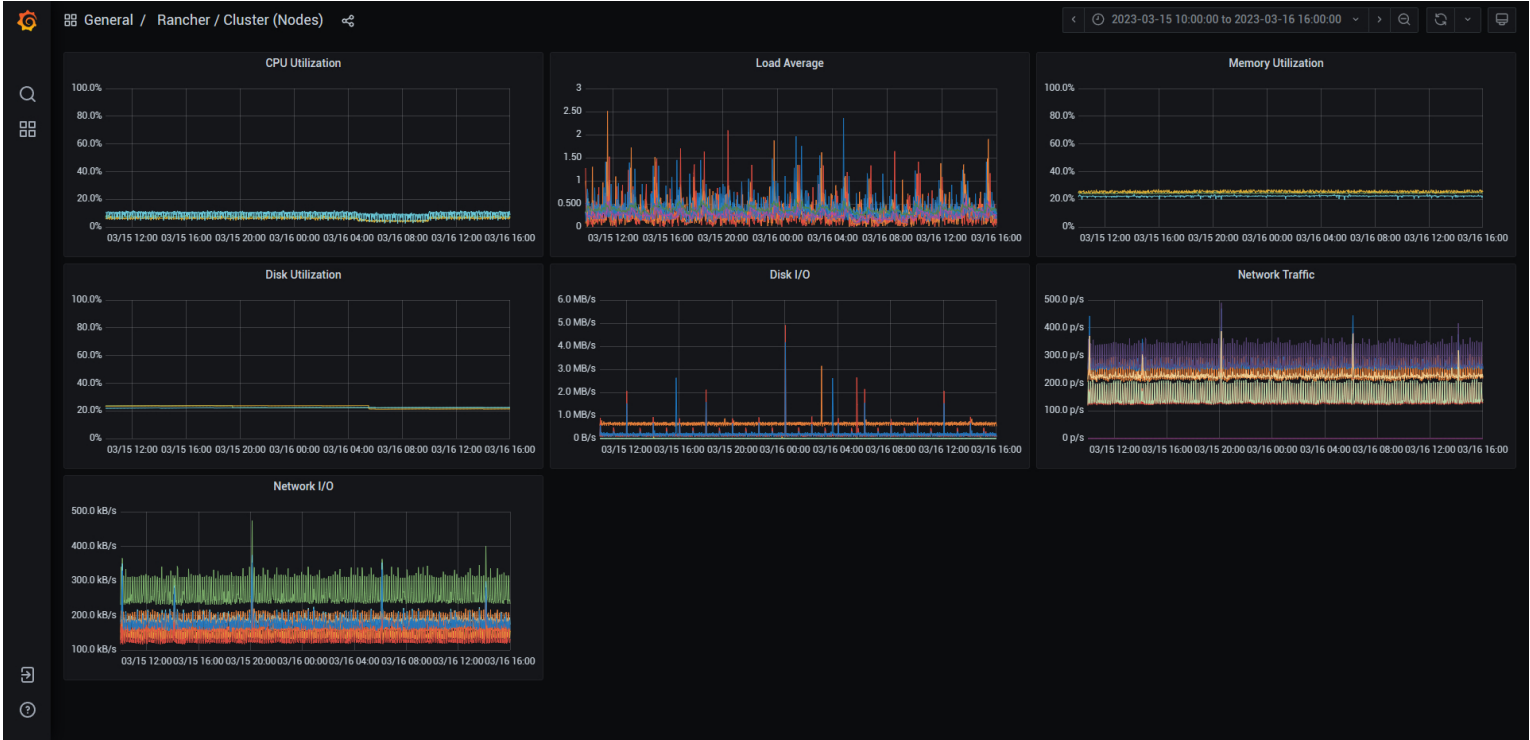 General / Rancher / Cluster (Nodes)
2023-03-15 10:00:00 to 2023-03-16 16:00:00
CPU Utilization
100.0%
80.0%
60.0%
40.0%
20.0%
0%
03/15 12:00 03/15 16:00 03/15 20:00 03/16 00:00 03/16 04:00 03/16 08:00 03/16 12:00 03/16 16:00
Load Average
3
2.50
2
1.50
1
0.500
0
03/15 12:00 03/15 16:00 03/15 20:00 03/16 00:00 03/16 04:00 03/16 08:00 03/16 12:00 03/16 16:00
Memory Utilization
100.0%
80.0%
60.0%
40.0%
20.0%
0%
03/15 12:00 03/15 16:00 03/15 20:00 03/16 00:00 03/16 04:00 03/16 08:00 03/16 12:00 03/16 16:00
Disk Utilization
100.0%
80.0%
60.0%
40.0%
20.0%
0%
03/15 12:00 03/15 16:00 03/15 20:00 03/16 00:00 03/16 04:00 03/16 08:00 03/16 12:00 03/16 16:00
Disk I/O
6.0 MB/s
5.0 MB/s
4.0 MB/s
3.0 MB/s
2.0 MB/s
1.0 MB/s
0 B/s
03/15 12:00 03/15 16:00 03/15 20:00 03/16 00:00 03/16 04:00 03/16 08:00 03/16 12:00 03/16 16:00
Network Traffic
500.0 p/s
400.0 p/s
300.0 p/s
200.0 p/s
100.0 p/s
0 p/s
03/15 12:00 03/15 16:00 03/15 20:00 03/16 00:00 03/16 04:00 03/16 08:00 03/16 12:00 03/16 16:00
Network I/O
500.0 kB/s
400.0 kB/s
300.0 kB/s
200.0 kB/s
100.0 kB/s
03/15 12:00 03/15 16:00 03/15 20:00 03/16 00:00 03/16 04:00 03/16 08:00 03/16 12:00 03/16 16:00